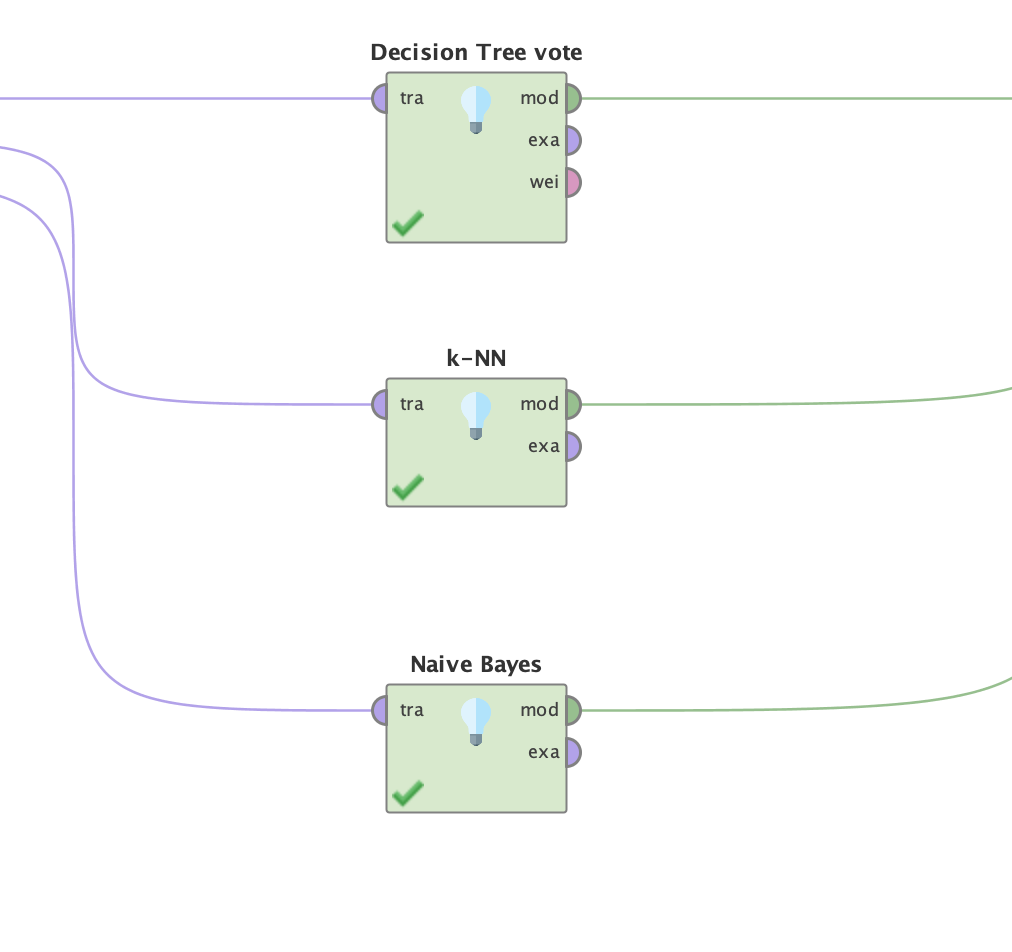 Decision Tree vote
tra mod
exa
wei
k-NN
tra mod
exa
Naive Bayes
tra mod
exa